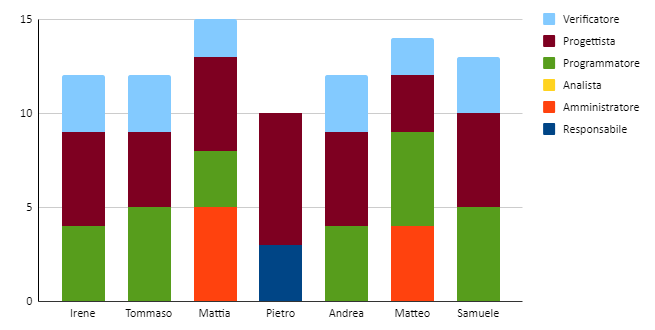 15
10
5
0
Irene Tommaso Mattia Pietro Andrea Matteo Samuele
Verificatore
Progettista
Programmatore
Analista
Amministratore
Responsabile